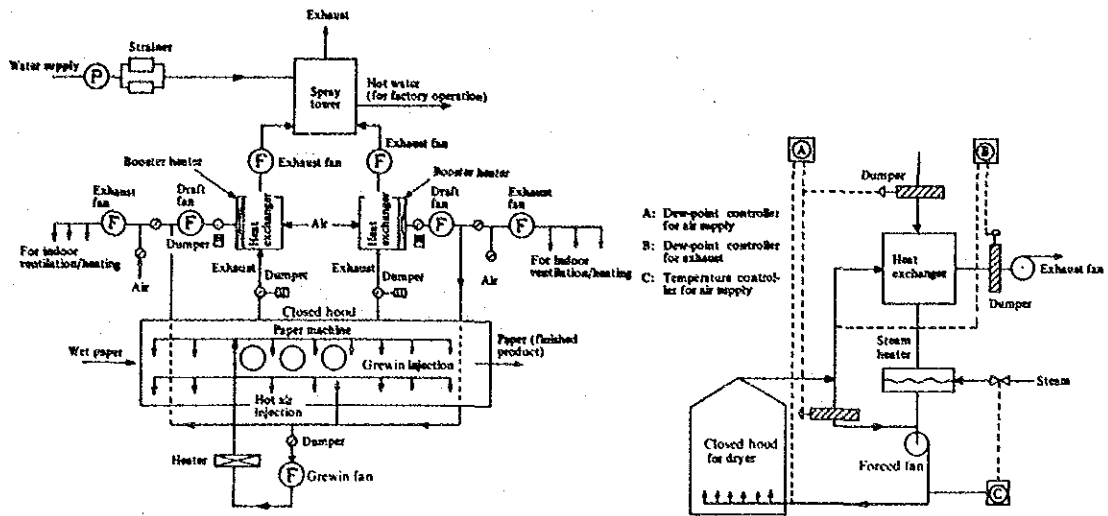 Exhaust
Strainer
Water supply
P
Spray
tower
Hot water
(for factory operation)
Exhaust fan
F
Exhaust fan
F
Booster heater
Booster heater
Exhaust
fan
Draft
fan
Draft
fan
Exhaust
fan
F
F
F
F
Heat
exchanger
Air
Heat
exchanger
Dumper
For indoor
ventilation/heating
Air
Exhaust
Dumper
Exhaust
Dumper
Air
For indoor
ventilation/heating
Closed hood
Paper machine
Wet paper
Paper (finished
product)
Grewin injection
Hot air
injection
Dumper
Heater
F
Grewin fan
A
B
Dumper
A: Dew-point controller
for air supply
B: Dew-point controller
for exhaust
C: Temperature control-
ler for air supply
Heat
exchanger
Exhaust fan
Dumper
Steam
heater
Steam
Closed hood
for dryer
Forced fan
C